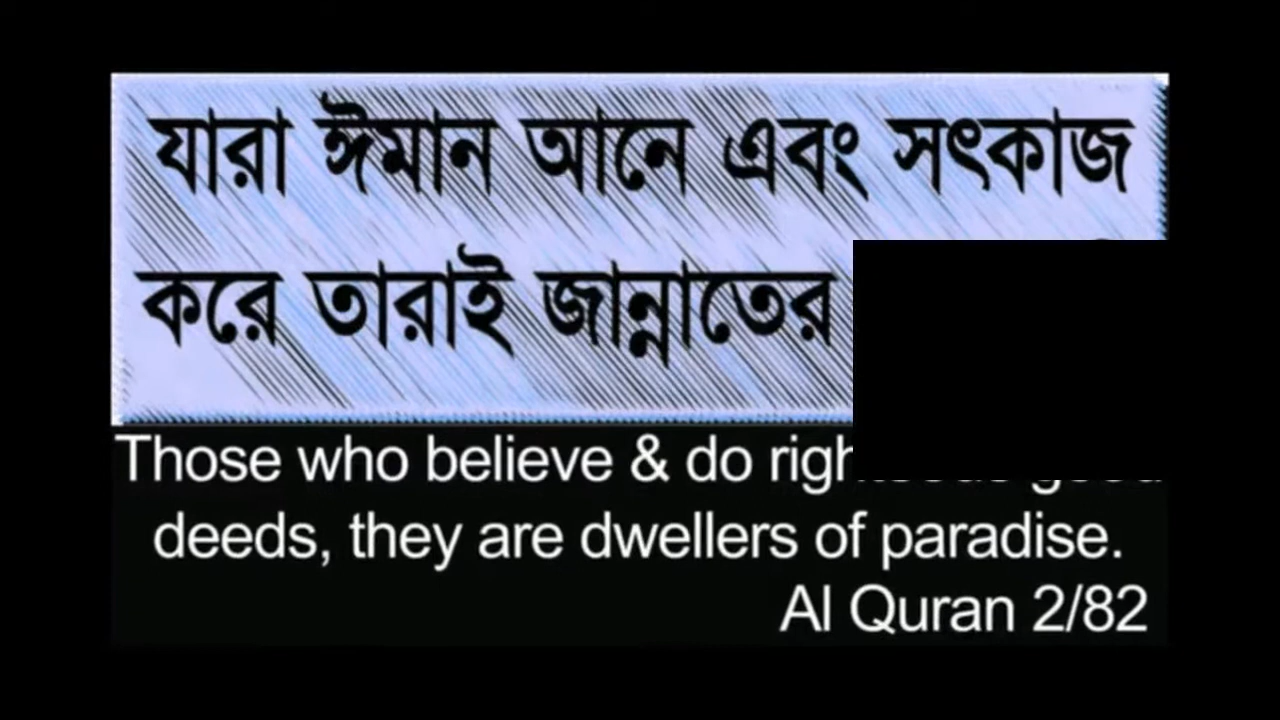 যারা ঈমান আনে এবং সৎকাজ
করে তারাই জান্নাতের
Those who believe & do
deeds, they are dwellers of paradise.
Al Quran 2/82